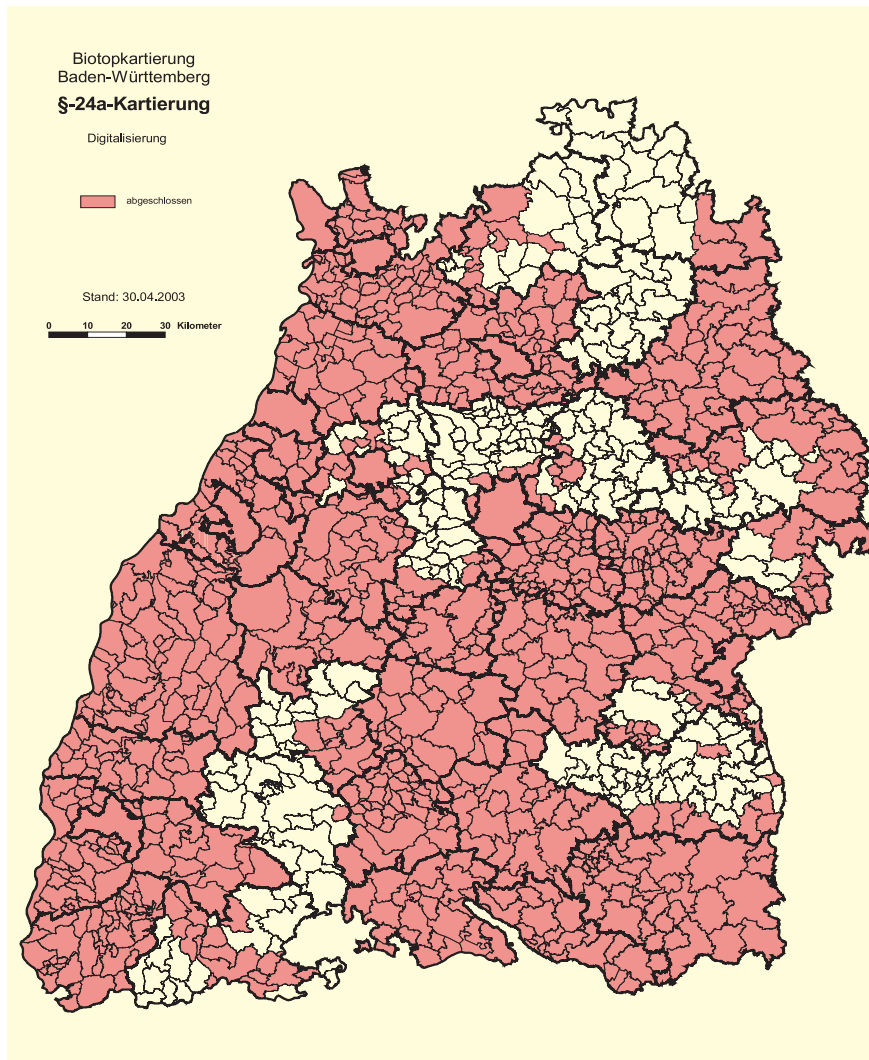 Biotopkartierung
Baden-Württemberg
§-24a-Kartierung
Digitalisierung
abgeschlossen
Stand: 30.04.2003
0 10 20 30 Kilometer